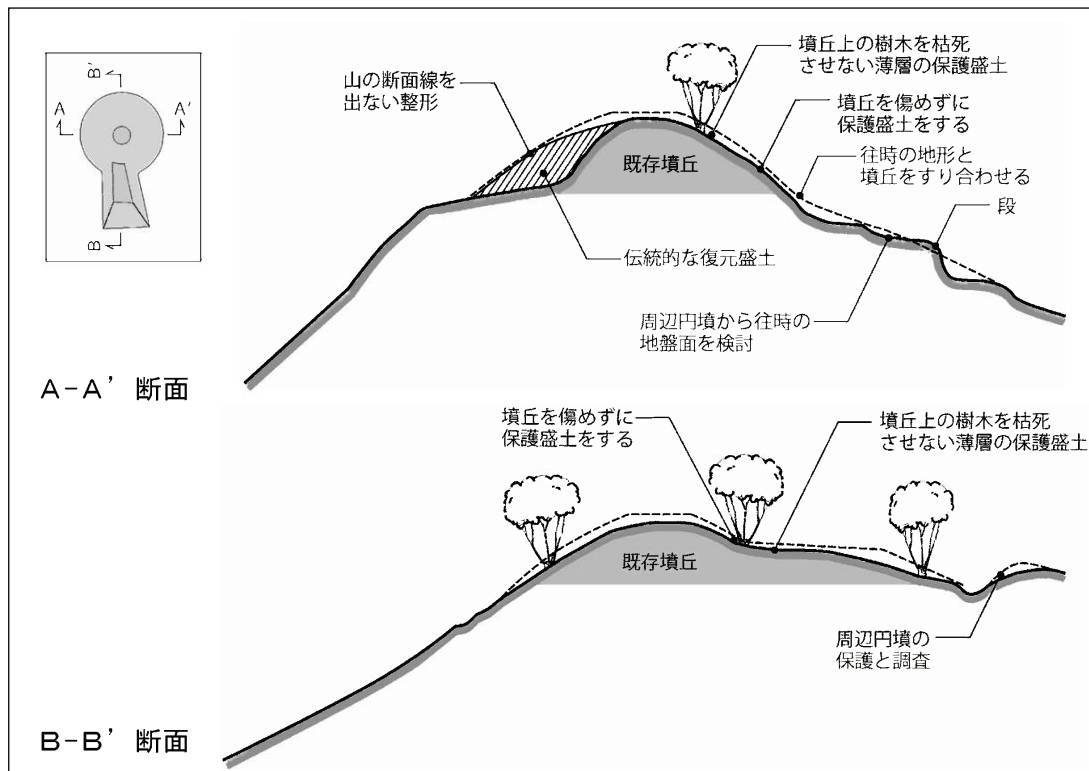 B'
A
A'
B
山の断面線を
出ない整形
墳丘上の樹木を枯死
させない薄層の保護盛土
墳丘を傷めずに
保護盛土をする
往時の地形と
墳丘をすり合わせる
段
既存墳丘
伝統的な復元盛土
周辺円墳から往時の
地盤面を検討
A-A' 断面
墳丘を傷めずに
保護盛土をする
墳丘上の樹木を枯死
させない薄層の保護盛土
既存墳丘
周辺円墳の
保護と調査
B-B' 断面